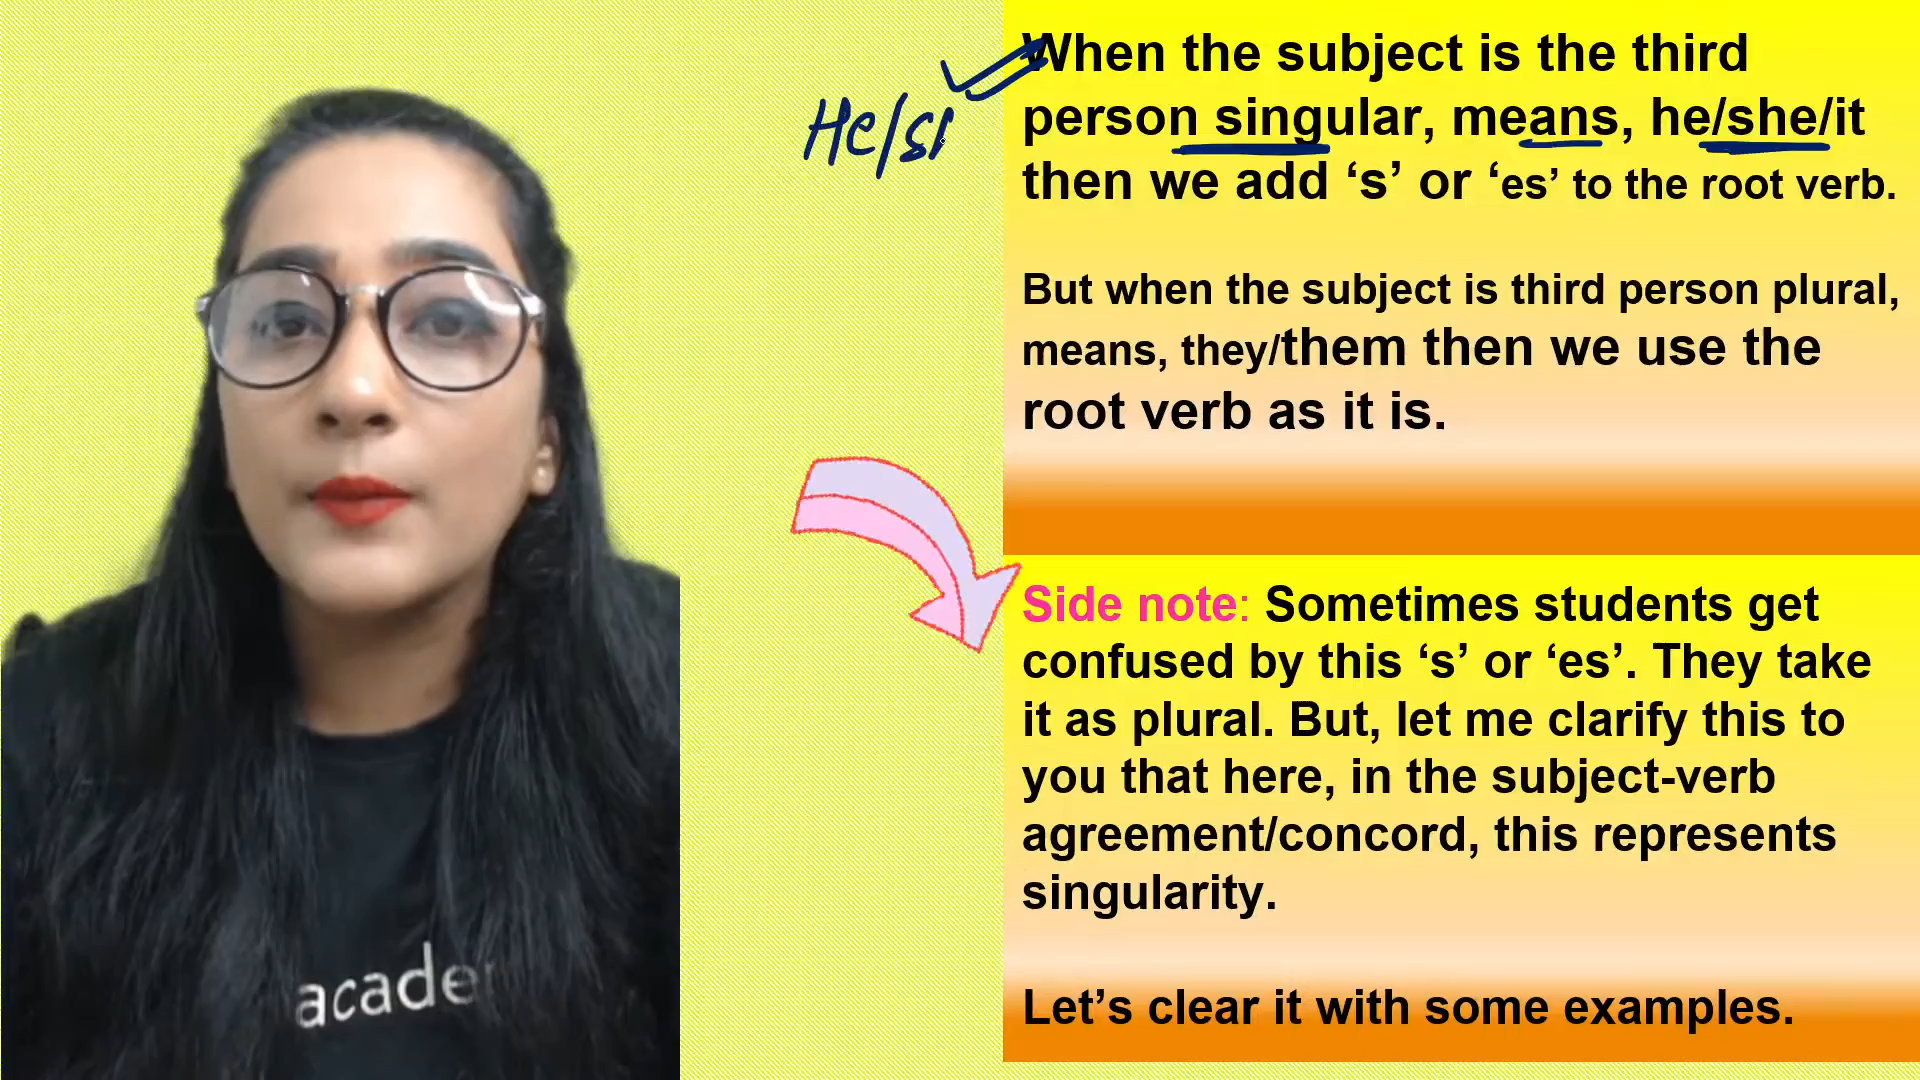 When the subject is the third
person singular, means, he/she/it
then we add ‘s’ or ‘es’ to the root verb.
But when the subject is third person plural,
means, they/them then we use the
root verb as it is.
He/s
Side note: Sometimes students get
confused by this ‘s’ or ‘es’. They take
it as plural. But, let me clarify this to
you that here, in the subject-verb
agreement/concord, this represents
singularity.
Let’s clear it with some examples.
acade